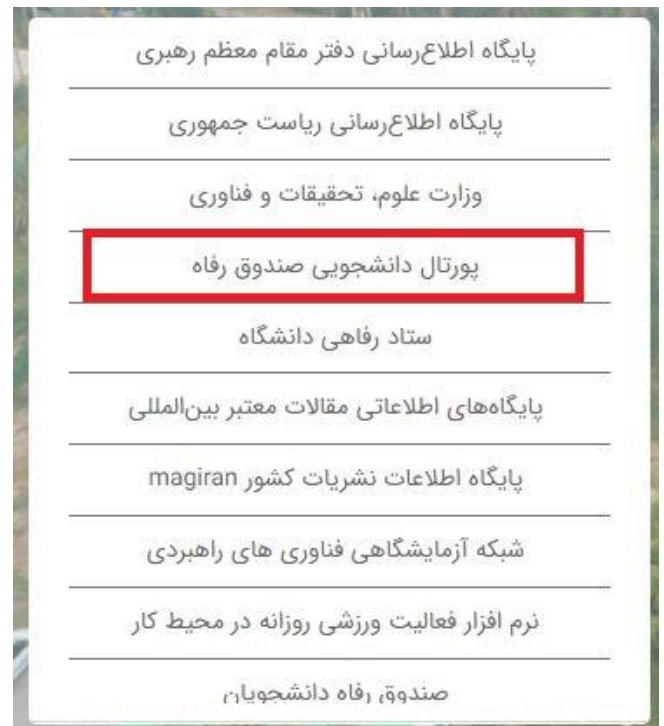 پایگاه اطلاع‌رسانی دفتر مقام معظم رهبری
پایگاه اطلاع‌رسانی ریاست جمهوری
وزارت علوم، تحقیقات و فناوری
پورتال دانشجویی صندوق رفاه
ستاد رفاهی دانشگاه
پایگاه‌های اطلاعاتی مقالات معتبر بین‌المللی
پایگاه اطلاعات نشریات کشور magiran
شبکه آزمایشگاهی فناوری های راهبردی
نرم افزار فعالیت ورزشی روزانه در محیط کار
صندوق رفاه دانشجویان